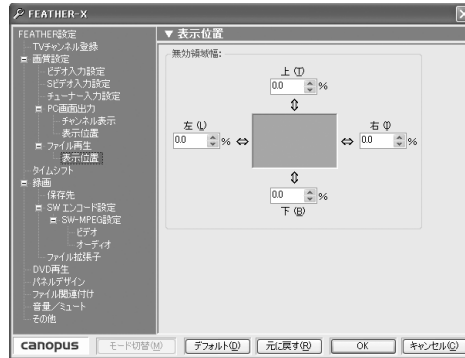 FEATHER-X
FEATHER設定
TVチャンネル登録
画質設定
ビデオ入力設定
Sビデオ入力設定
チューナー入力設定
PC画面出力
チャンネル表示
表示位置
ファイル再生
表示位置
タイムシフト
録画
保存先
SWエンコード設定
SW-MPEG設定
ビデオ
オーディオ
ファイル拡張子
DVD再生
パネルデザイン
ファイル関連付け
音量/ミュート
その他
▼ 表示位置
無効領域幅:
上(T)
0.0 %
左(L)
0.0 %
右(I)
0.0 %
0.0 %
下(B)
canopus
モード切替(M)
デフォルト(D)
元に戻す(R)
OK
キャンセル(C)